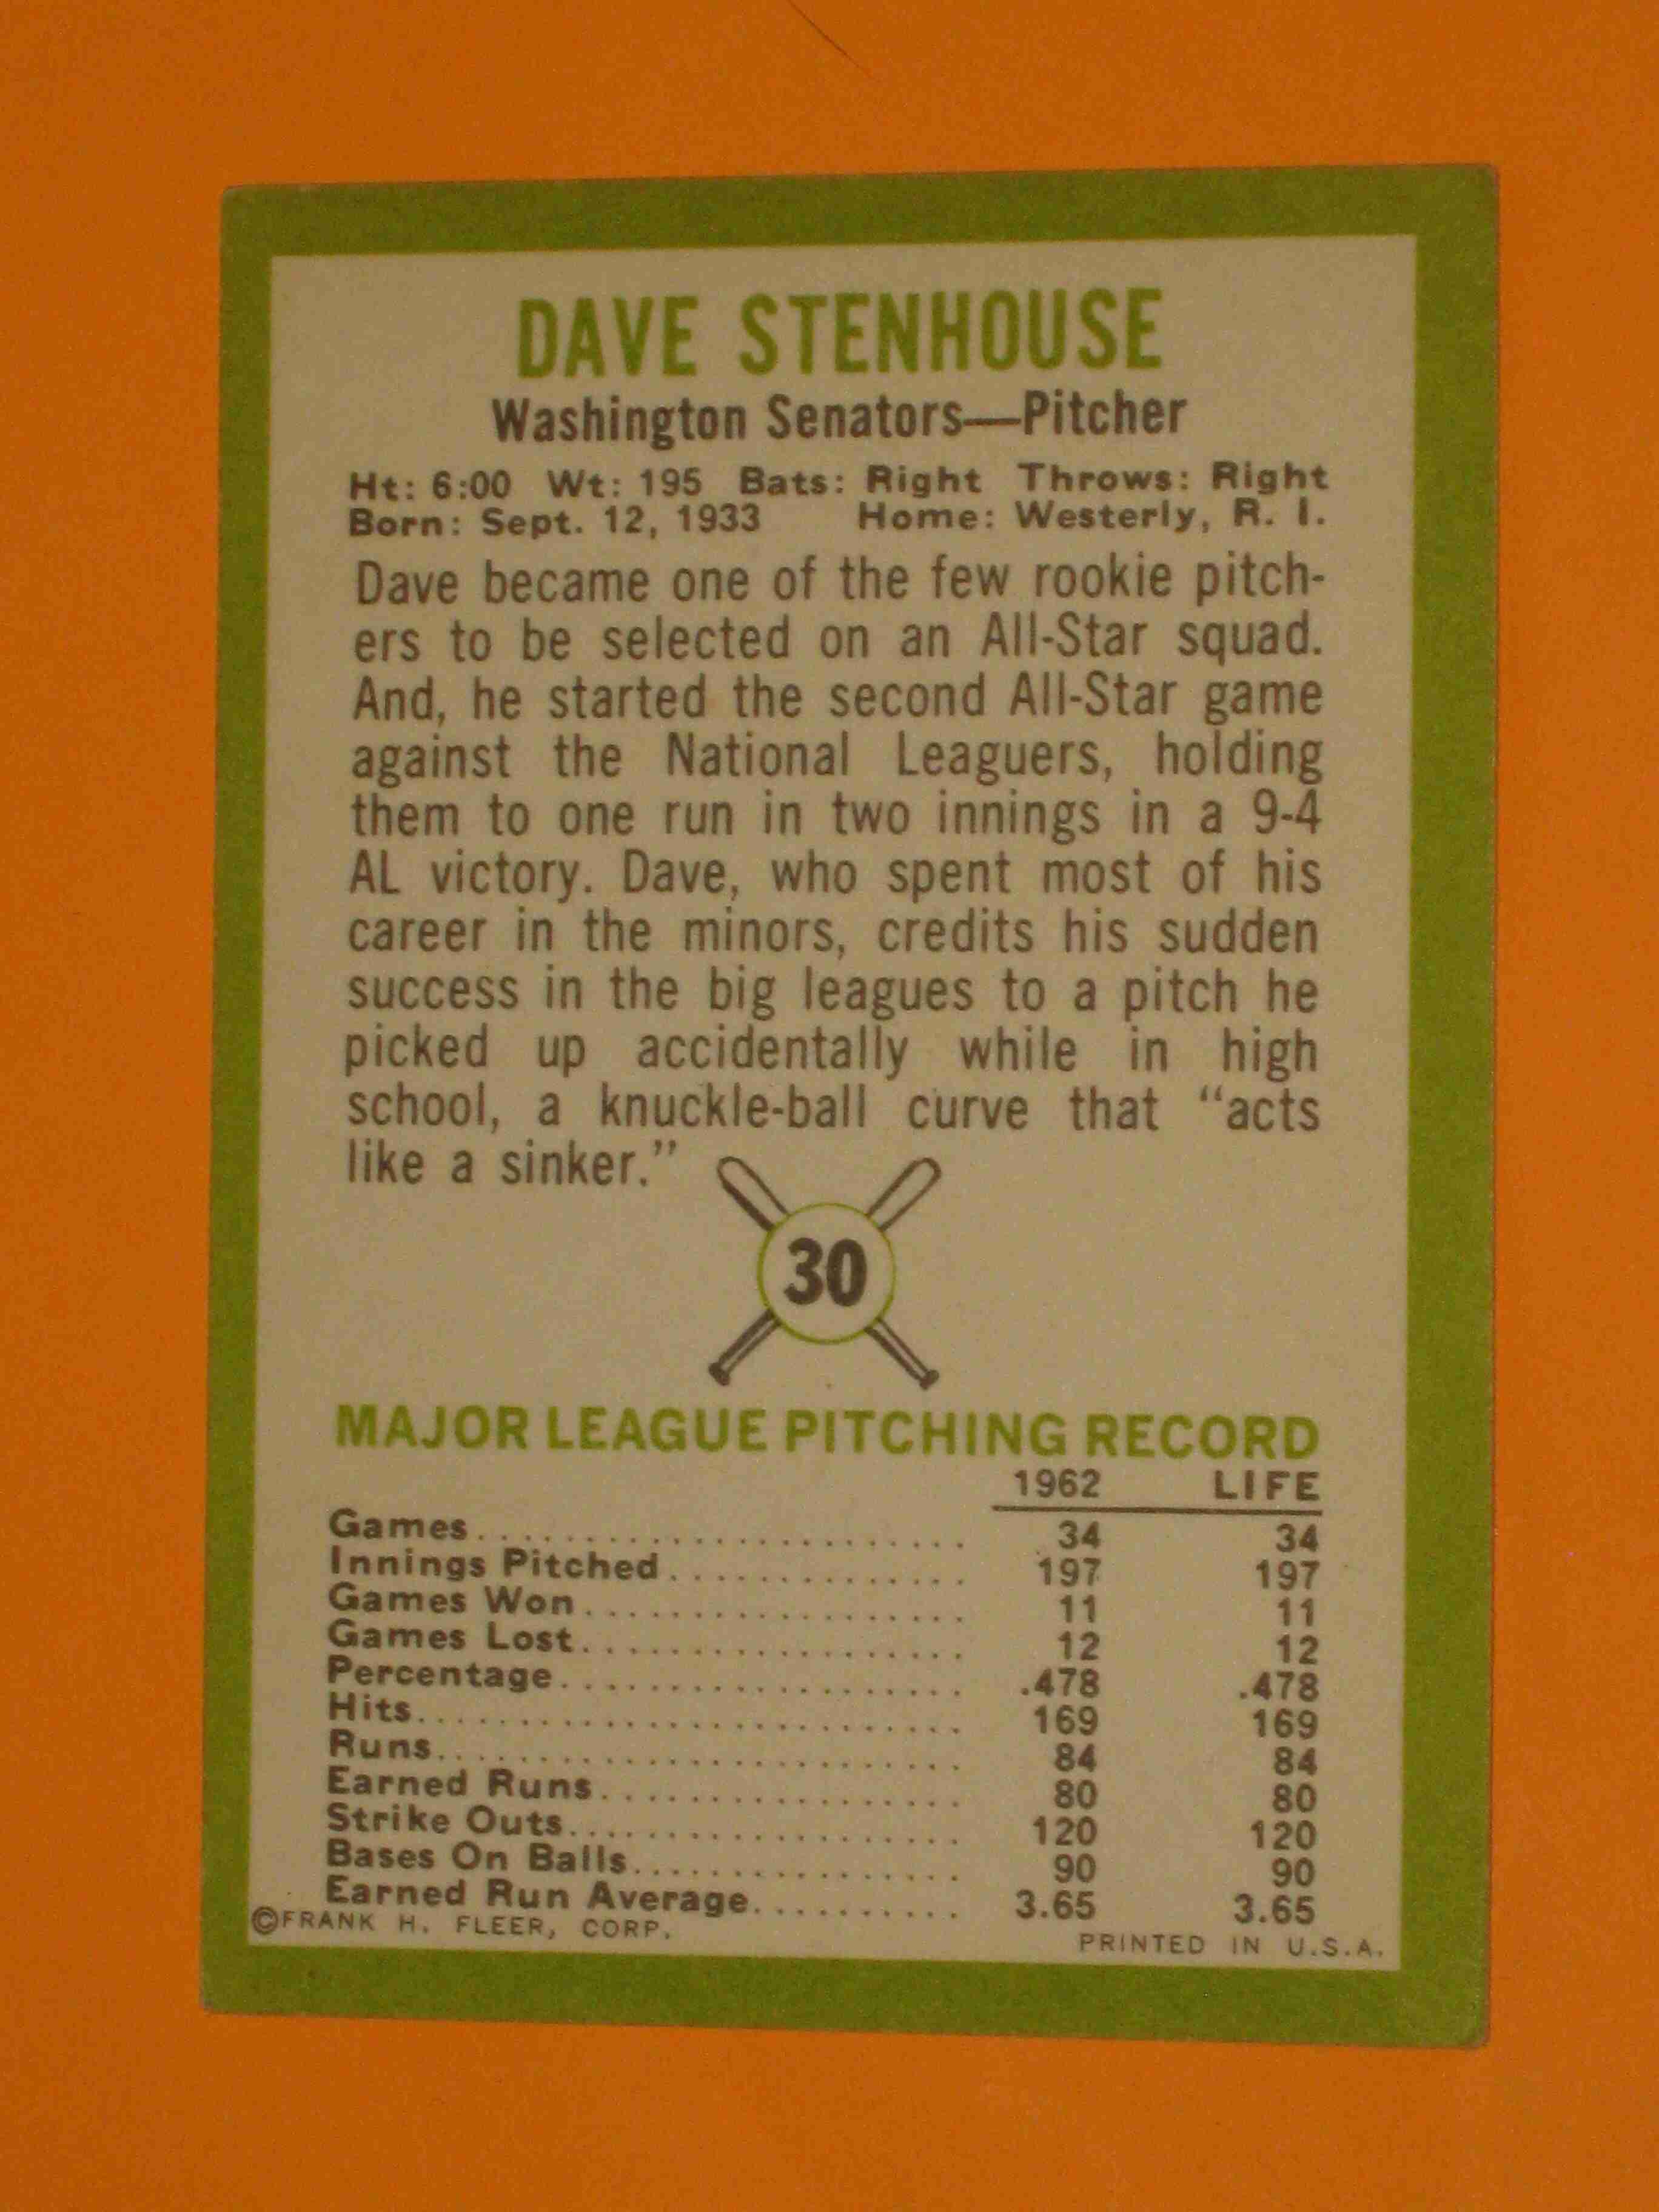 DAVE STENHOUSE
Washington Senators—Pitcher
Ht: 6:00 Wt: 195 Bats: Right Throws: Right
Born: Sept. 12, 1933 Home: Westerly, R. I.
Dave became one of the few rookie pitch-
ers to be selected on an All-Star squad.
And, he started the second All-Star game
against the National Leaguers, holding
them to one run in two innings in a 9-4
AL victory. Dave, who spent most of his
career in the minors, credits his sudden
success in the big leagues to a pitch he
picked up accidentally while in high
school, a knuckle-ball curve that “acts
like a sinker.”
30
MAJOR LEAGUE PITCHING RECORD
1962 LIFE
Games.......................... 34 34
Innings Pitched............... 197 197
Games Won.................... 11 11
Games Lost.................... 12 12
Percentage..................... .478 .478
Hits............................. 169 169
Runs............................ 84 84
Earned Runs................... 80 80
Strike Outs.................... 120 120
Bases On Balls................. 90 90
Earned Run Average.......... 3.65 3.65
©FRANK H. FLEER, CORP.
PRINTED IN U.S.A.